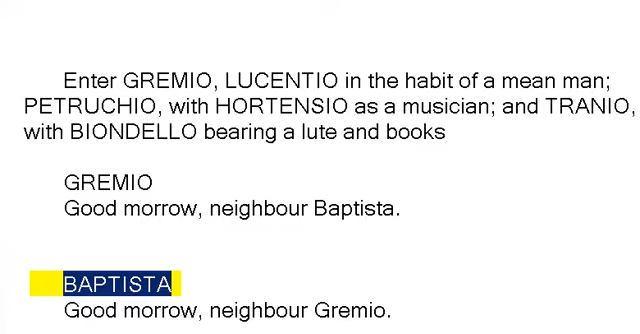 Enter GREMIO, LUCENTIO in the habit of a mean man;
PETRUCHIO, with HORTENSIO as a musician; and TRANIO,
with BIONDELLO bearing a lute and books
GREMIO
Good morrow, neighbour Baptista.
BAPTISTA
Good morrow, neighbour Gremio.